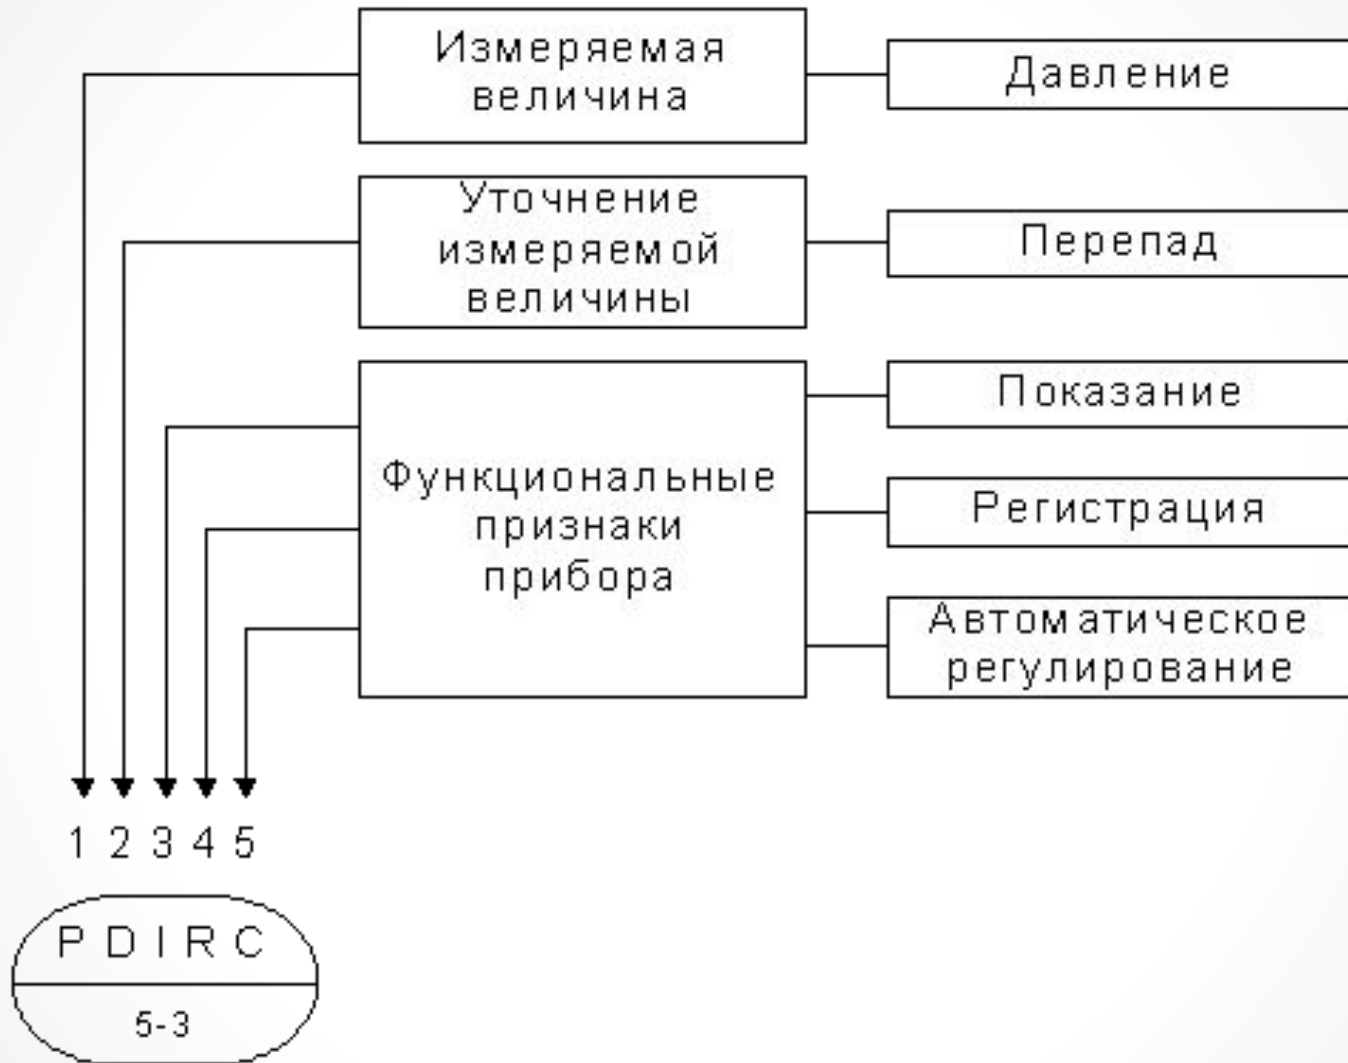 Измеряемая
величина
Давление
Уточнение
измеряемой
величины
Перепад
Функциональные
признаки
прибора
Показание
Регистрация
Автоматическое
регулирование
1 2 3 4 5
PDIRC
5-3